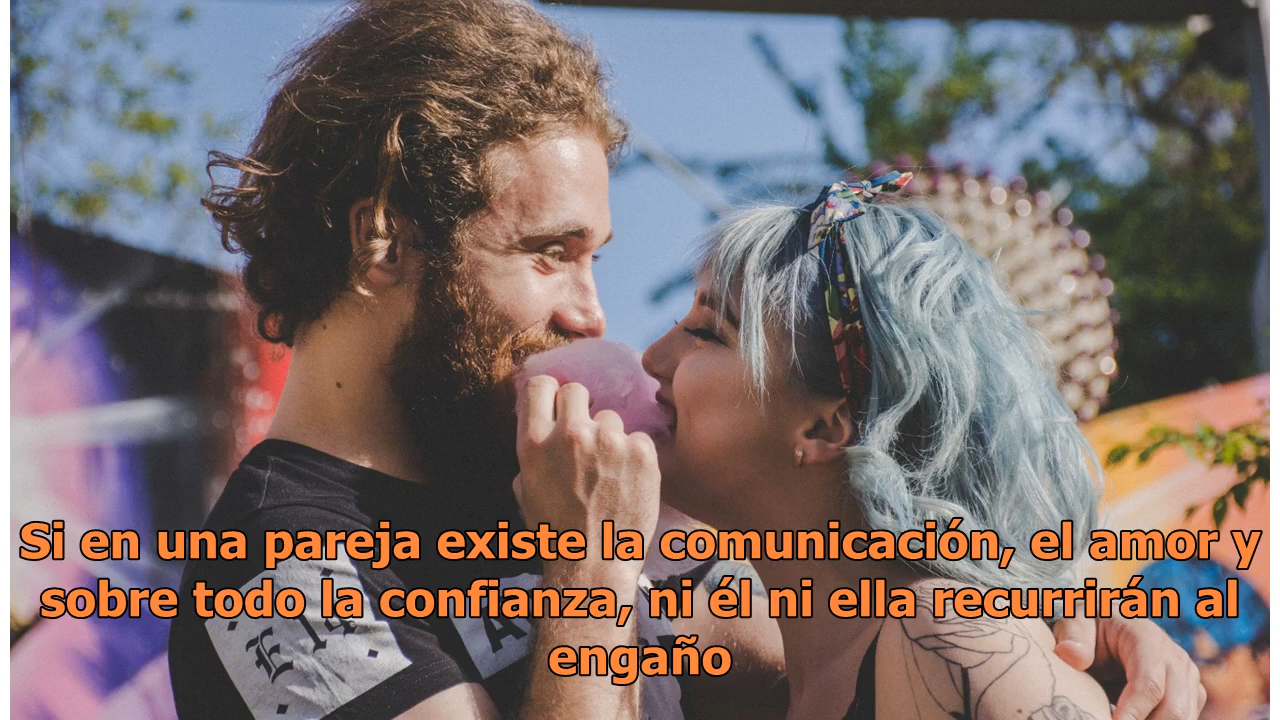 E 14
A
Si en una pareja existe la comunicación, el amor y
sobre todo la confianza, ni él ni ella recurrirán al
engaño